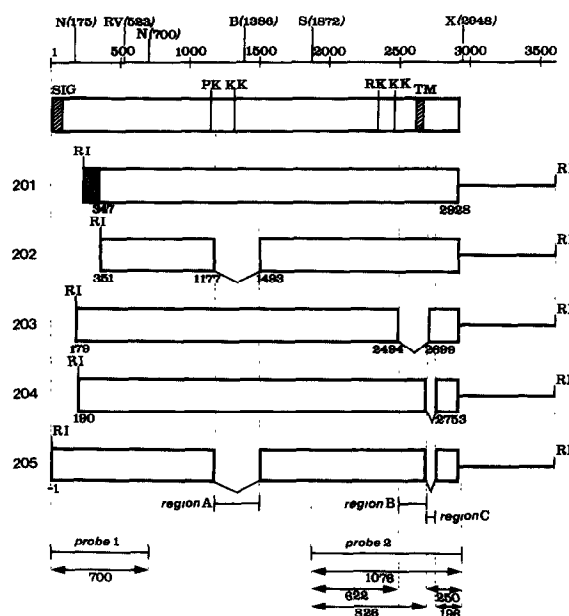 N(175) RV(523) B(1386) S(1872) X(2948)
N(700)
1 500 1000 1500 2000 2500 3000 3500
SIG PK KK RK KK TM
RI
201 RI
347 2928
RI
202 RI
351 1177 1493
RI
203 RI
179 2494 2699
RI
204 RI
190 2753
RI
205 RI
-1
region A region B
region C
probe 1 probe 2
700 1076
622 250
826 196